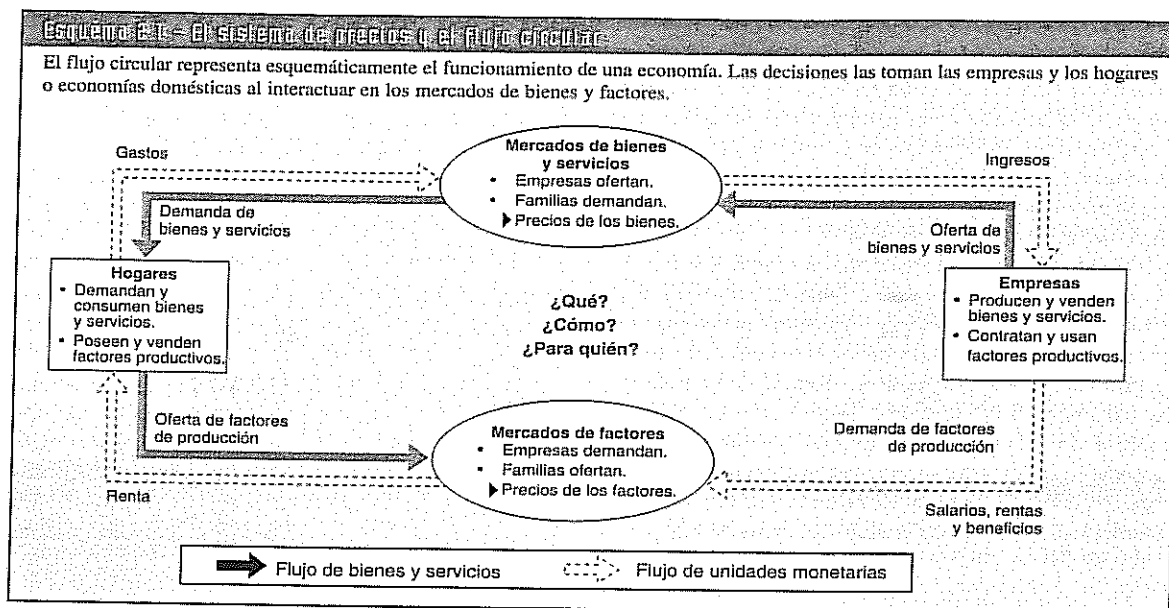 Esquema 2.1 – El sistema de precios y el flujo circular
El flujo circular representa esquemáticamente el funcionamiento de una economía. Las decisiones las toman las empresas y los hogares
o economías domésticas al interactuar en los mercados de bienes y factores.
Gastos
Mercados de bienes
y servicios
• Empresas ofertan.
• Familias demandan.
▶ Precios de los bienes.
Ingresos
Demanda de
bienes y servicios
Oferta de
bienes y servicios
Hogares
• Demandan y
consumen bienes
y servicios.
• Poseen y venden
factores productivos.
¿Qué?
¿Cómo?
¿Para quién?
Empresas
• Producen y venden
bienes y servicios.
• Contratan y usan
factores productivos.
Oferta de factores
de producción
Mercados de factores
• Empresas demandan.
• Familias ofertan.
▶ Precios de los factores.
Demanda de factores
de producción
Renta
Salarios, rentas
y beneficios
Flujo de bienes y servicios
Flujo de unidades monetarias